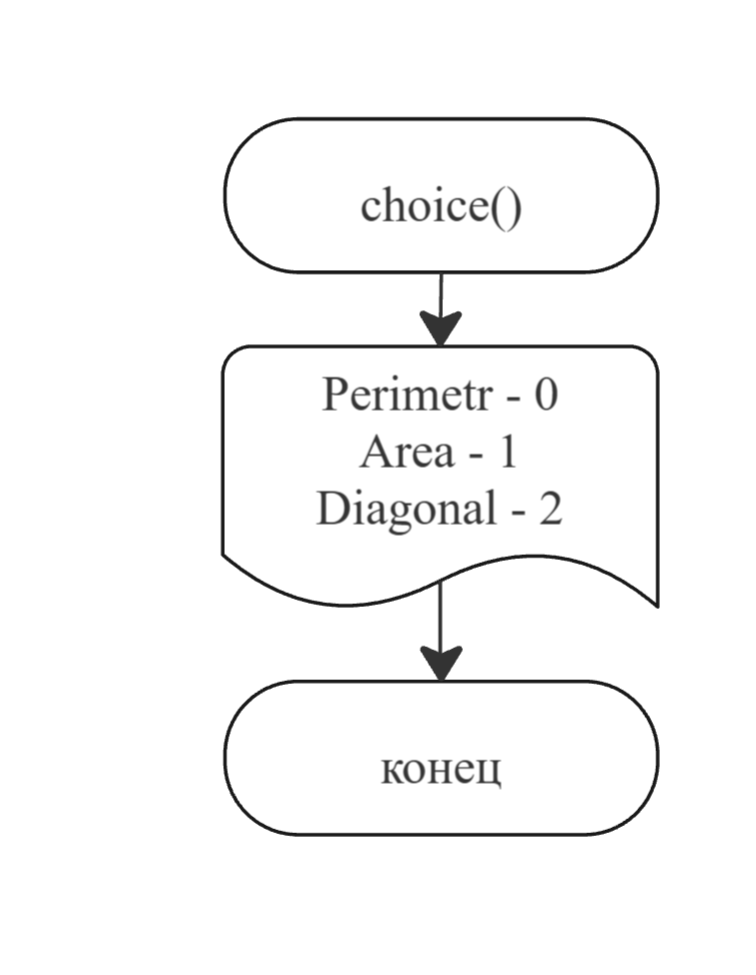 choice()
Perimetr - 0
Area - 1
Diagonal - 2
конец